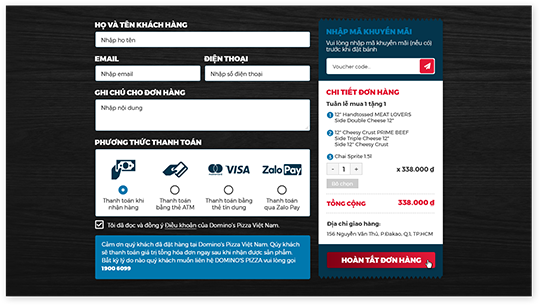 HỌ VÀ TÊN KHÁCH HÀNG
Nhập họ tên
EMAIL
ĐIỆN THOẠI
Nhập email
Nhập số điện thoại
GHI CHÚ CHO ĐƠN HÀNG
Nhập nội dung
PHƯƠNG THỨC THANH TOÁN
VISA
Zalo Pay
Thanh toán khi
nhận hàng
Thanh toán
bằng thẻ ATM
Thanh toán bằng
thẻ tín dụng
Thanh toán
qua Zalo Pay
Tôi đã đọc và đồng ý Điều khoản của Domino's Pizza Việt Nam.
Cảm ơn quý khách đã đặt hàng tại Domino's Pizza Việt Nam. Qúy khách
sẽ thanh toán giá trị tổng hóa đơn ngay sau khi nhận được sản phẩm.
Bất kỳ lý do nào quý khách muốn liên hệ DOMINO'S PIZZA vui lòng gọi
1900 6099
NHẬP MÃ KHUYẾN MÃI
Vui lòng nhập mã khuyến mãi (nếu có)
trước khi đặt bánh
Voucher code..
CHI TIẾT ĐƠN HÀNG
Tuần lễ mua 1 tặng 1
1 12" Handtossed MEAT LOVERS
Side Double Cheese 12"
2 12" Cheesy Crust PRIME BEEF
Side Triple Cheese 12"
Side 12" Cheesy Crust
3 Chai Sprite 1.5l
- 1 + x 338.000 đ
Bỏ chọn
TỔNG CỘNG 338.000 đ
Địa chỉ giao hàng:
156 Nguyễn Văn Thủ, P.Đakao, Q.1, TP.HCM
HOÀN TẤT ĐƠN HÀNG